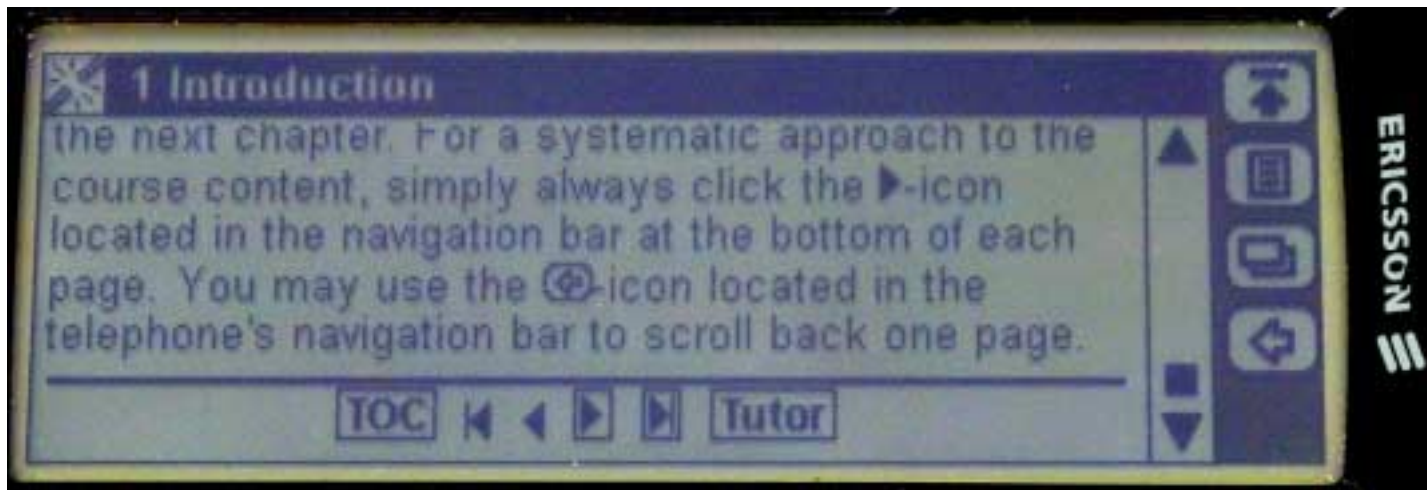 1 Introduction
the next chapter. For a systematic approach to the
course content, simply always click the ▶-icon
located in the navigation bar at the bottom of each
page. You may use the -icon located in the
telephone's navigation bar to scroll back one page.
TOC Tutor
ERICSSON